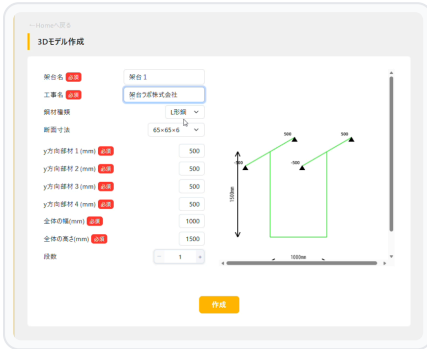 ←Homeへ戻る
3Dモデル作成
架台名 必須 架台1
工事名 必須 架台ラボ株式会社
鋼材種類 L形鋼
断面寸法 65×65×6
y方向部材1(mm) 必須 500
y方向部材2(mm) 必須 500
y方向部材3(mm) 必須 500
y方向部材4(mm) 必須 500
全体の幅(mm) 必須 1000
全体の高さ(mm) 必須 1500
段数 - 1 +
500 500
-500 -500
1500mm
1000mm
作成